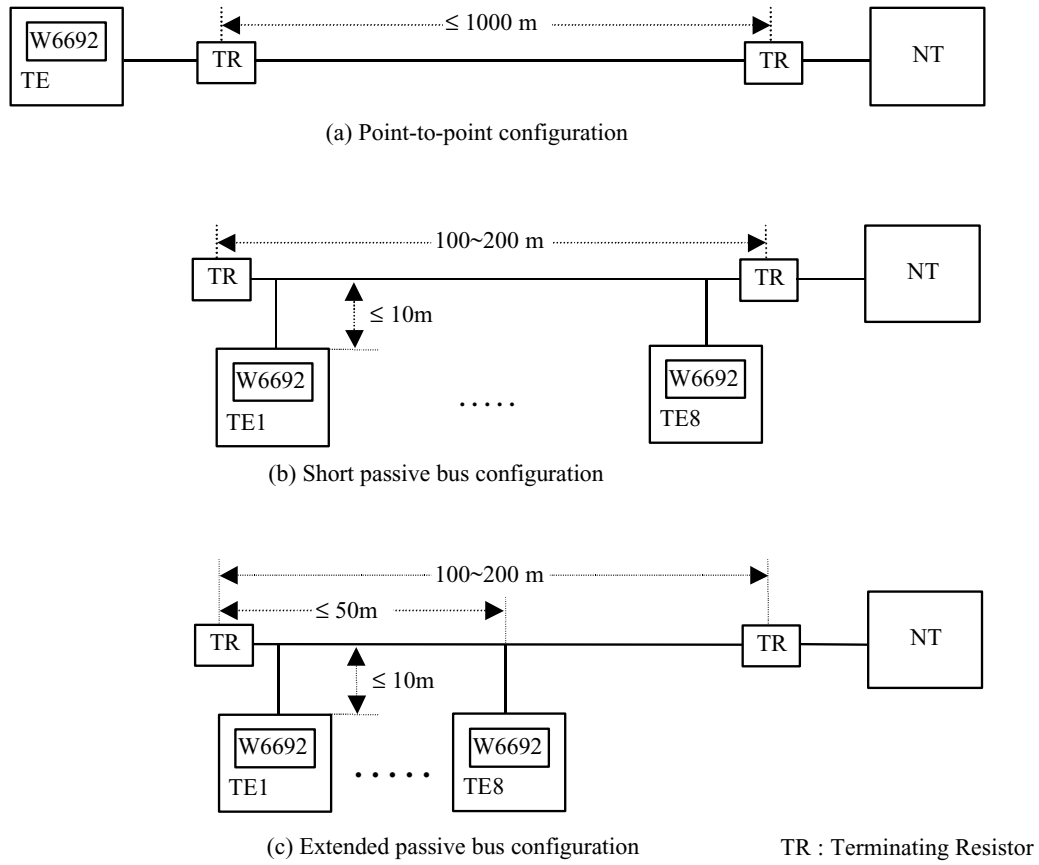 ≤ 1000 m
W6692
TE
TR
TR
NT
(a) Point-to-point configuration
100~200 m
TR
TR
NT
≤ 10m
W6692
TE1
.....
W6692
TE8
(b) Short passive bus configuration
100~200 m
≤ 50m
TR
TR
NT
≤ 10m
W6692
TE1
.....
W6692
TE8
(c) Extended passive bus configuration
TR : Terminating Resistor